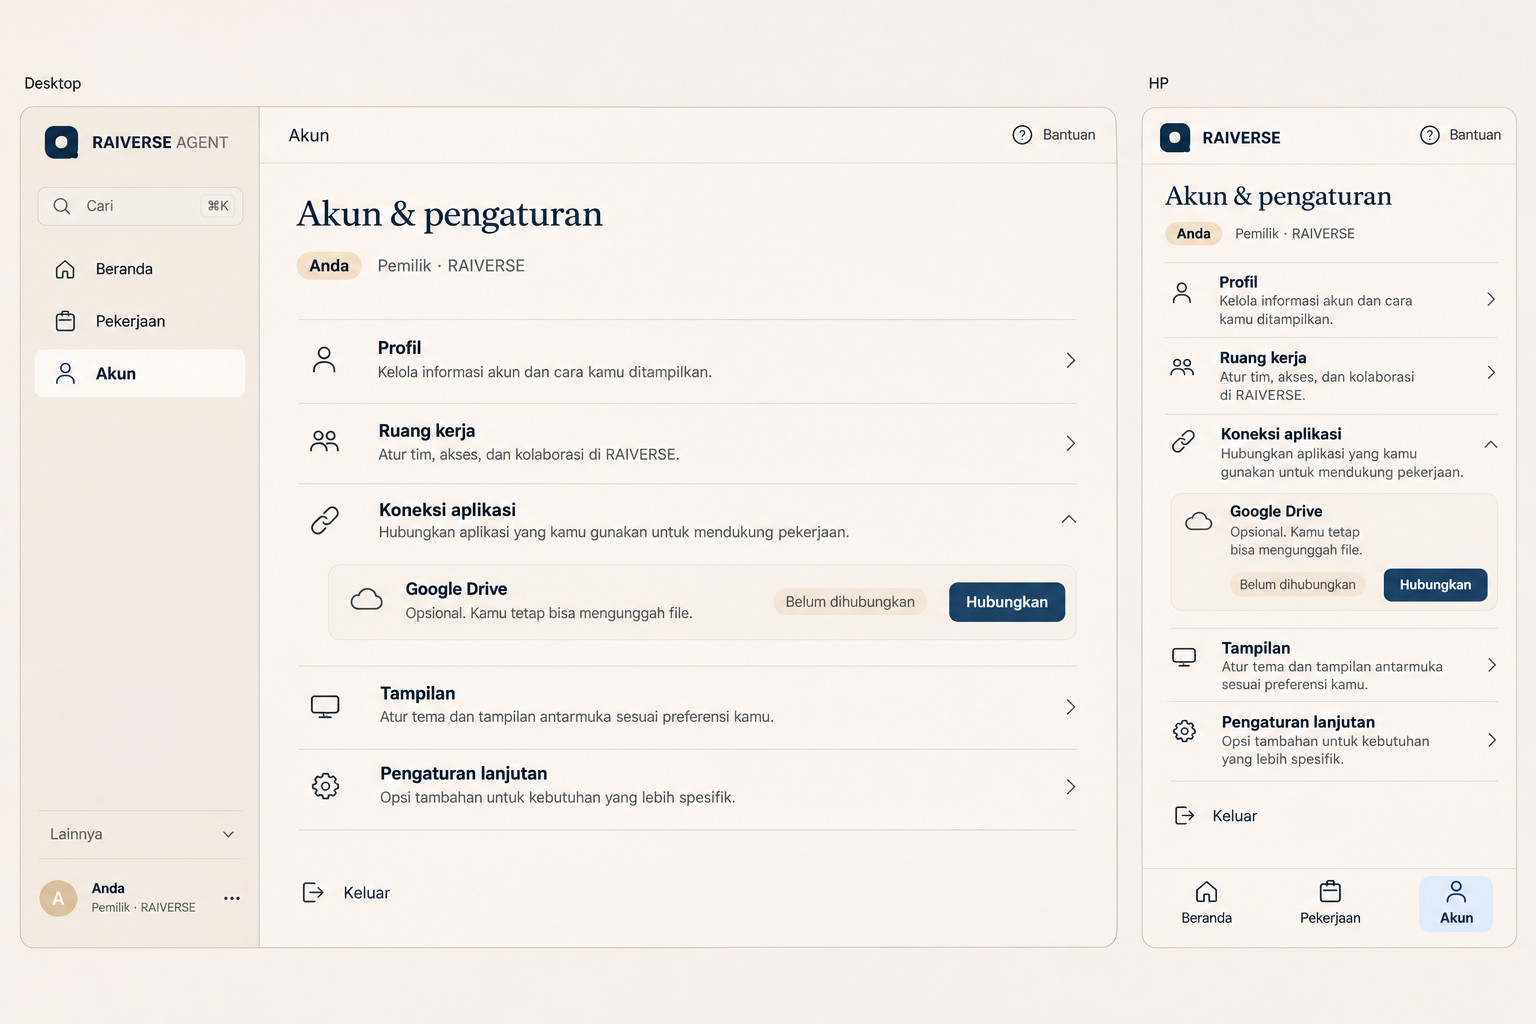 Desktop
RAIVERSE AGENT
Cari ⌘K
Beranda
Pekerjaan
Akun
Lainnya
A
Anda
Pemilik · RAIVERSE
Akun
Bantuan
Akun & pengaturan
Anda Pemilik · RAIVERSE
Profil
Kelola informasi akun dan cara kamu ditampilkan.
Ruang kerja
Atur tim, akses, dan kolaborasi di RAIVERSE.
Koneksi aplikasi
Hubungkan aplikasi yang kamu gunakan untuk mendukung pekerjaan.
Google Drive
Opsional. Kamu tetap bisa mengunggah file.
Belum dihubungkan
Hubungkan
Tampilan
Atur tema dan tampilan antarmuka sesuai preferensi kamu.
Pengaturan lanjutan
Opsi tambahan untuk kebutuhan yang lebih spesifik.
Keluar
HP
RAIVERSE
Bantuan
Akun & pengaturan
Anda Pemilik · RAIVERSE
Profil
Kelola informasi akun dan cara
kamu ditampilkan.
Ruang kerja
Atur tim, akses, dan kolaborasi
di RAIVERSE.
Koneksi aplikasi
Hubungkan aplikasi yang kamu
gunakan untuk mendukung pekerjaan.
Google Drive
Opsional. Kamu tetap
bisa mengunggah file.
Belum dihubungkan
Hubungkan
Tampilan
Atur tema dan tampilan antarmuka
sesuai preferensi kamu.
Pengaturan lanjutan
Opsi tambahan untuk kebutuhan
yang lebih spesifik.
Keluar
Beranda
Pekerjaan
Akun